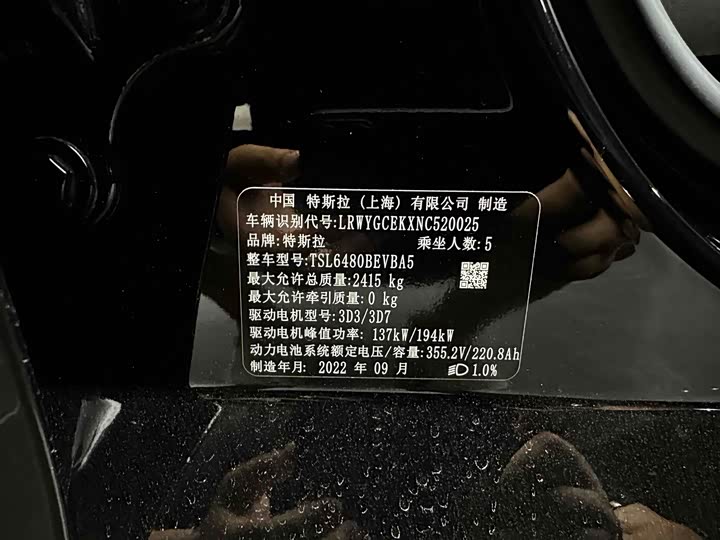 中国 特斯拉 (上海) 有限公司 制造
车辆识别代号:LRWYGCEKXNC520025
品牌:特斯拉 乘坐人数:5
整车型号:TSL6480BEVBA5
最大允许总质量:2415 kg
最大允许牵引质量:0 kg
驱动电机型号:3D3/3D7
驱动电机峰值功率: 137kW/194kW
动力电池系统额定电压/容量:355.2V/220.8Ah
制造年月: 2022 年 09 月 1.0%